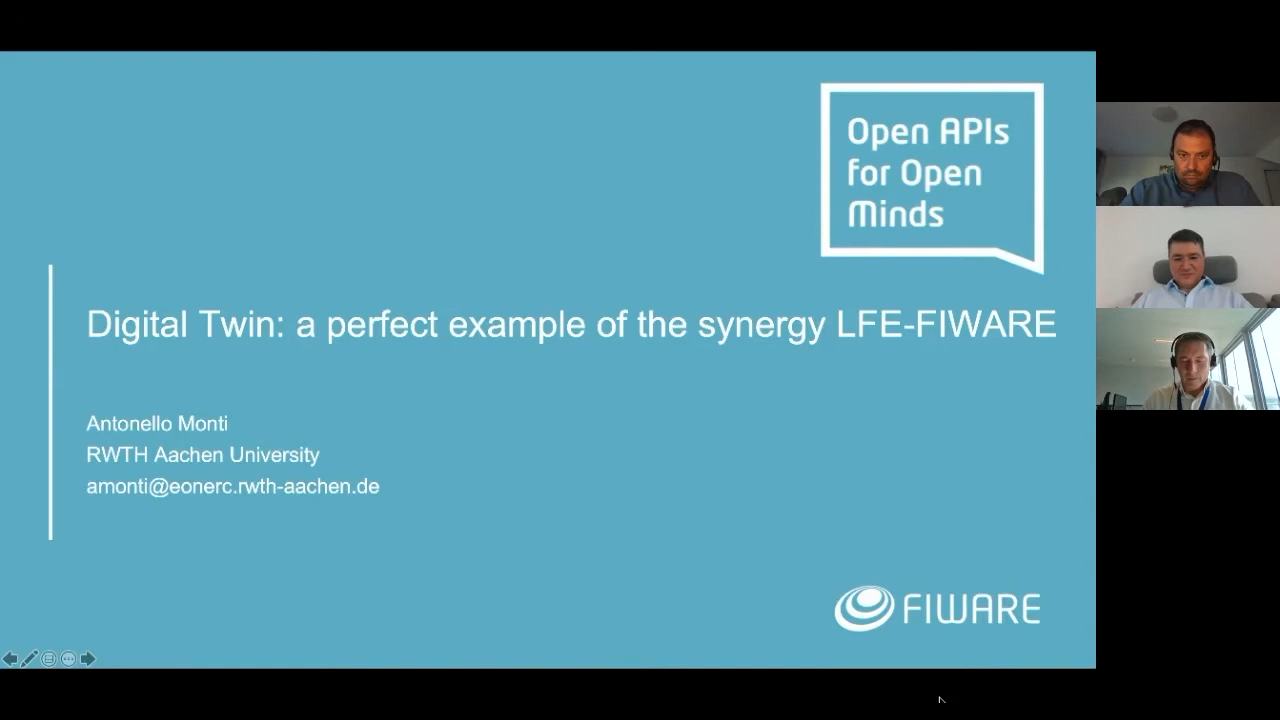 Open APIs
for Open
Minds
Digital Twin: a perfect example of the synergy LFE-FIWARE
Antonello Monti
RWTH Aachen University
amonti@eonerc.rwth-aachen.de
FIWARE